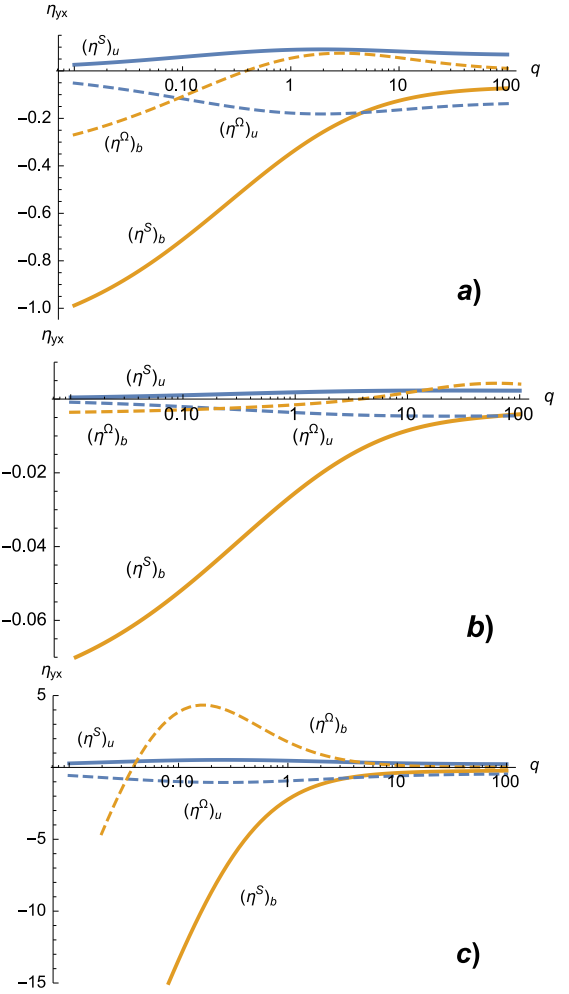 η_yx
(η^S)_u
q
0.10 1 10 100
−0.2
(η^Ω)_b
(η^Ω)_u
−0.4
−0.6
(η^S)_b
−0.8
−1.0
a)
η_yx
(η^S)_u
q
0.10 1 10 100
(η^Ω)_b
(η^Ω)_u
−0.02
−0.04
(η^S)_b
−0.06
b)
η_yx
5
(η^S)_u
(η^Ω)_b
q
0.10 1 10 100
(η^Ω)_u
−5
(η^S)_b
−10
−15
c)